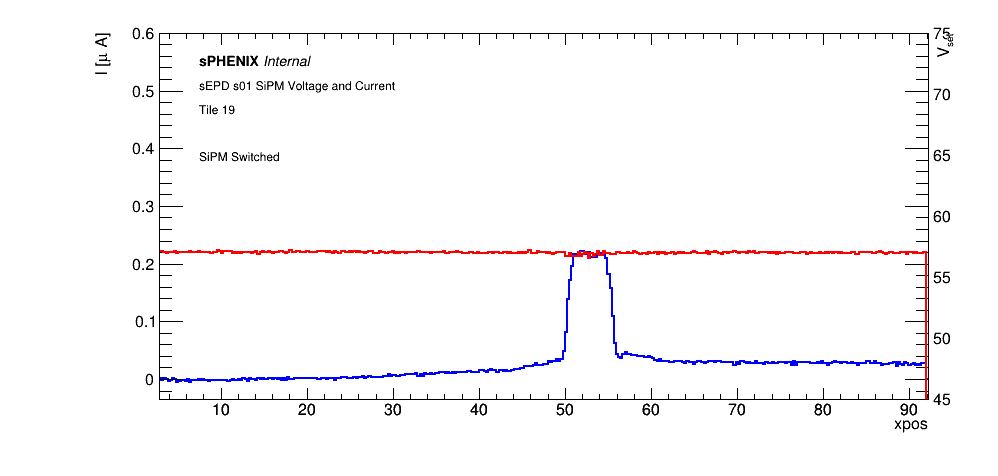 I [μ A]
0.6
0.5
0.4
0.3
0.2
0.1
0
sPHENIX Internal
sEPD s01 SiPM Voltage and Current
Tile 19
SiPM Switched
75
V set
70
65
60
55
50
45
10 20 30 40 50 60 70 80 90
xpos